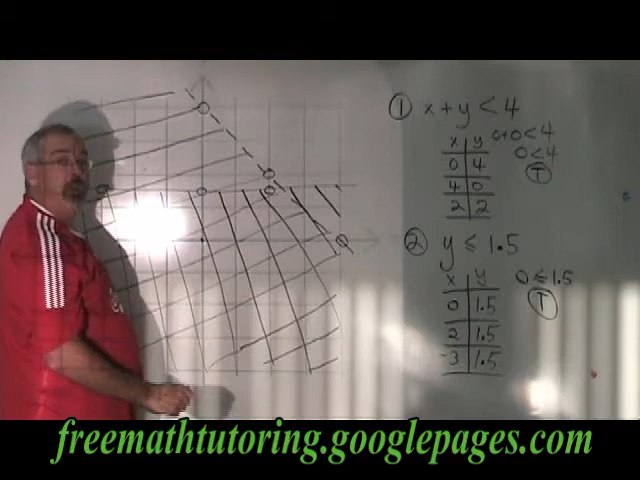 ① x + y < 4
x y 0+0<4
0 4 0<4
4 0 T
2 2
② y ≤ 1.5
x y 0 ≤ 1.5
0 1.5 T
2 1.5
-3 1.5
freemathtutoring.googlepages.com